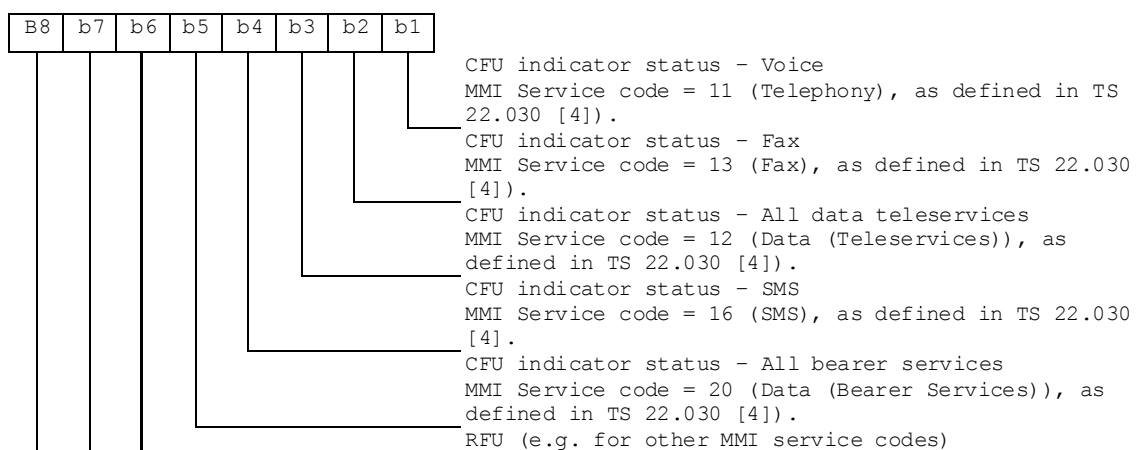 B8 b7 b6 b5 b4 b3 b2 b1
CFU indicator status – Voice
MMI Service code = 11 (Telephony), as defined in TS
22.030 [4]).
CFU indicator status – Fax
MMI Service code = 13 (Fax), as defined in TS 22.030
[4]).
CFU indicator status – All data teleservices
MMI Service code = 12 (Data (Teleservices)), as
defined in TS 22.030 [4]).
CFU indicator status – SMS
MMI Service code = 16 (SMS), as defined in TS 22.030
[4].
CFU indicator status – All bearer services
MMI Service code = 20 (Data (Bearer Services)), as
defined in TS 22.030 [4]).
RFU (e.g. for other MMI service codes)